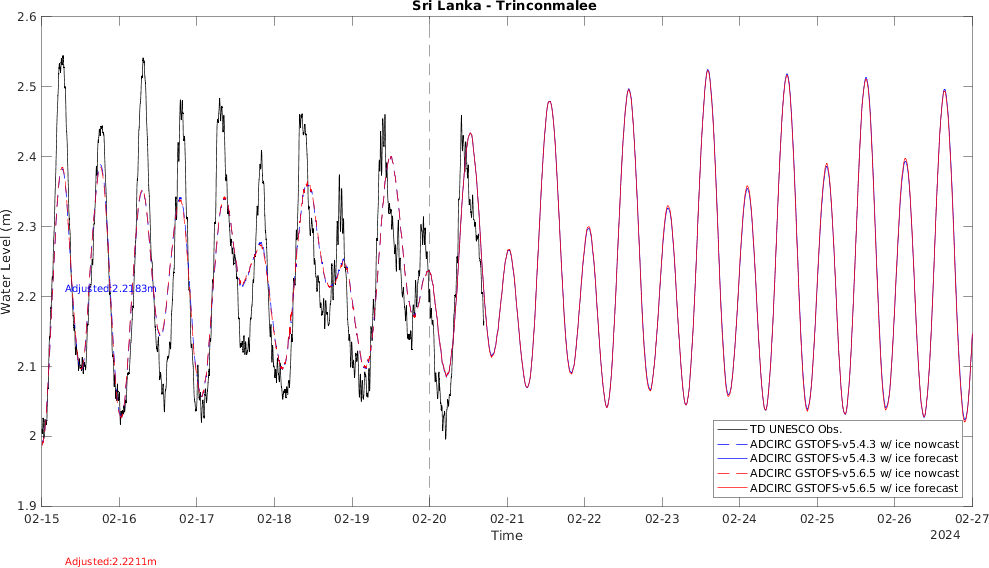 Sri Lanka - Trinconmalee
2.6
2.5
2.4
2.3
2.2
2.1
2
1.9
Water Level (m)
Adjusted:2.2183m
TD UNESCO Obs.
ADCIRC GSTOFS-v5.4.3 w/ ice nowcast
ADCIRC GSTOFS-v5.4.3 w/ ice forecast
ADCIRC GSTOFS-v5.6.5 w/ ice nowcast
ADCIRC GSTOFS-v5.6.5 w/ ice forecast
02-15 02-16 02-17 02-18 02-19 02-20 02-21 02-22 02-23 02-24 02-25 02-26 02-27
Time
2024
Adjusted:2.2211m